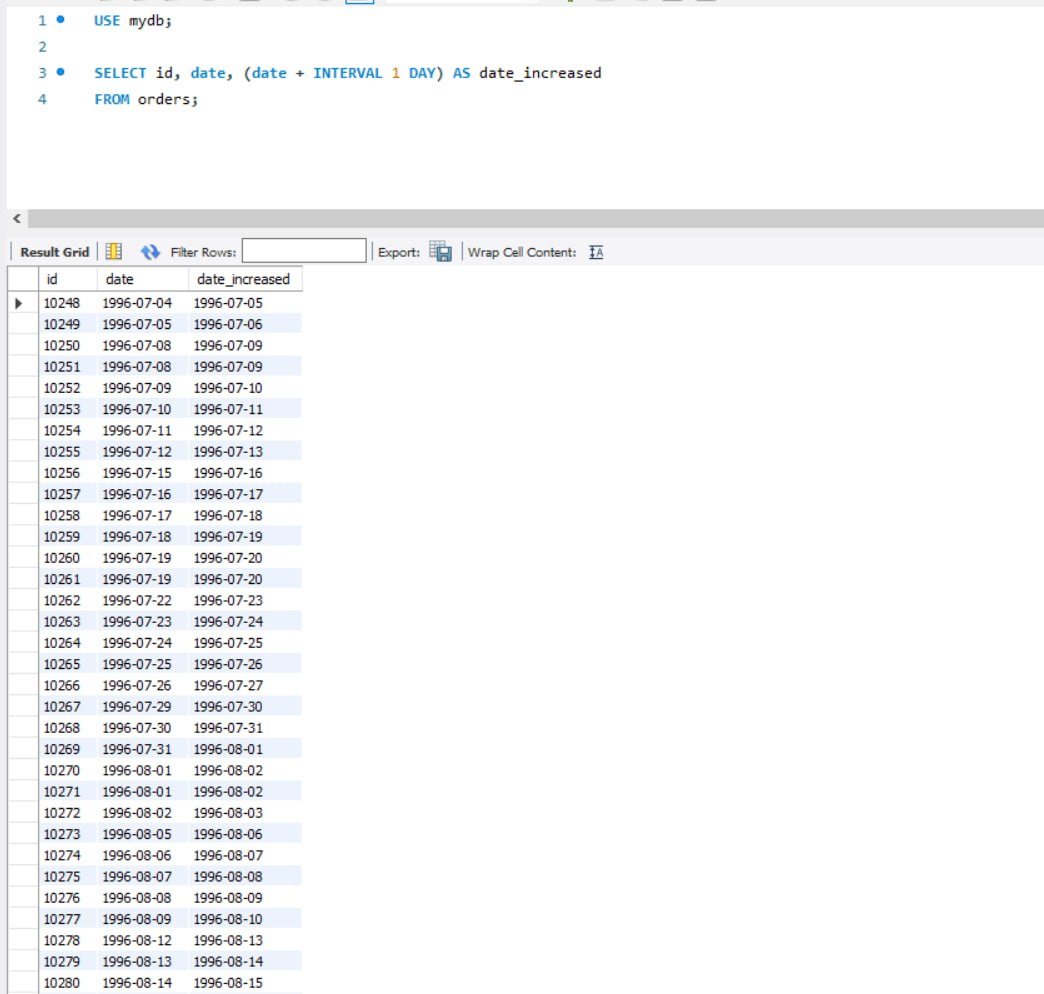 1 USE mydb;
2
3 SELECT id, date, (date + INTERVAL 1 DAY) AS date_increased
4 FROM orders;
Result Grid Filter Rows: Export: Wrap Cell Content: IA
id date date_increased
10248 1996-07-04 1996-07-05
10249 1996-07-05 1996-07-06
10250 1996-07-08 1996-07-09
10251 1996-07-08 1996-07-09
10252 1996-07-09 1996-07-10
10253 1996-07-10 1996-07-11
10254 1996-07-11 1996-07-12
10255 1996-07-12 1996-07-13
10256 1996-07-15 1996-07-16
10257 1996-07-16 1996-07-17
10258 1996-07-17 1996-07-18
10259 1996-07-18 1996-07-19
10260 1996-07-19 1996-07-20
10261 1996-07-19 1996-07-20
10262 1996-07-22 1996-07-23
10263 1996-07-23 1996-07-24
10264 1996-07-24 1996-07-25
10265 1996-07-25 1996-07-26
10266 1996-07-26 1996-07-27
10267 1996-07-29 1996-07-30
10268 1996-07-30 1996-07-31
10269 1996-07-31 1996-08-01
10270 1996-08-01 1996-08-02
10271 1996-08-01 1996-08-02
10272 1996-08-02 1996-08-03
10273 1996-08-05 1996-08-06
10274 1996-08-06 1996-08-07
10275 1996-08-07 1996-08-08
10276 1996-08-08 1996-08-09
10277 1996-08-09 1996-08-10
10278 1996-08-12 1996-08-13
10279 1996-08-13 1996-08-14
10280 1996-08-14 1996-08-15